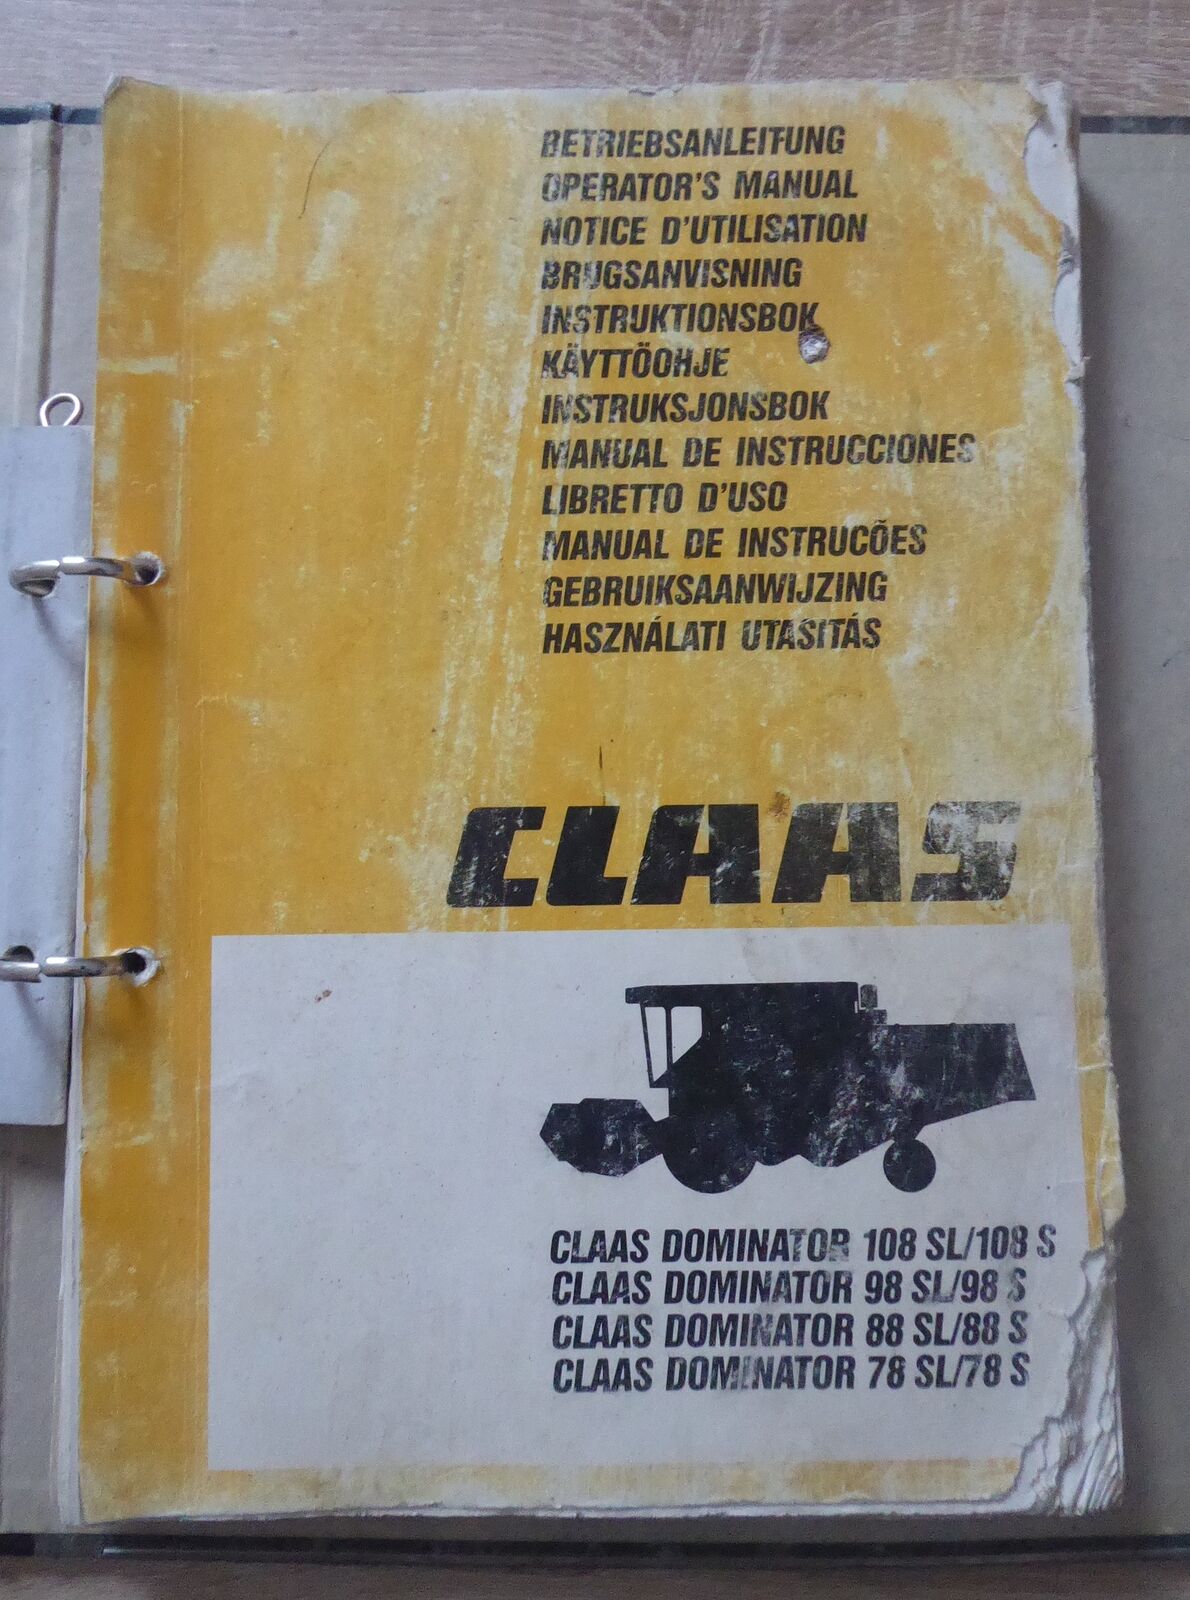 BETRIEBSANLEITUNG
OPERATOR'S MANUAL
NOTICE D'UTILISATION
BRUGSANVISNING
INSTRUKTIONSBOK
KÄYTTÖOHJE
INSTRUKSJONSBOK
MANUAL DE INSTRUCCIONES
LIBRETTO D'USO
MANUAL DE INSTRUCÕES
GEBRUIKSAANWIJZING
HASZNÁLATI UTASITÁS
CLAAS
CLAAS DOMINATOR 108 SL/108 S
CLAAS DOMINATOR 98 SL/98 S
CLAAS DOMINATOR 88 SL/88 S
CLAAS DOMINATOR 78 SL/78 S